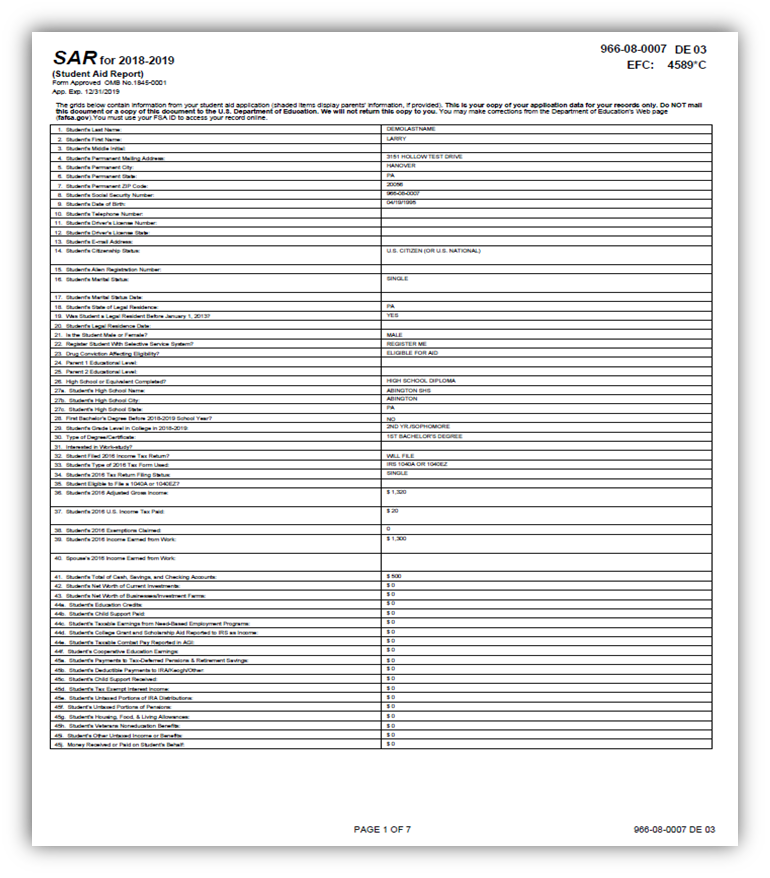 SAR for 2018-2019
966-08-0007 DE 03
(Student Aid Report)
EFC: 4589*C
Form Approved OMB No.1845-0001
App. Exp. 12/31/2019
The grids below contain information from your student aid application (shaded items display parents' information, if provided). This is your copy of your application data for your records only. Do NOT mail
this document or a copy of this document to the U.S. Department of Education. We will not return this copy to you. You may make corrections from the Department of Education's Web page
(fafsa.gov).You must use your FSA ID to access your record online.
1. Student's Last Name: DEMOLASTNAME
2. Student's First Name: LARRY
3. Student's Middle Initial:
4. Student's Permanent Mailing Address: 3151 HOLLOW TEST DRIVE
5. Student's Permanent City: HANOVER
6. Student's Permanent State: PA
7. Student's Permanent ZIP Code: 20056
8. Student's Social Security Number: 966-08-0007
9. Student's Date of Birth: 04/19/1998
10. Student's Telephone Number:
11. Student's Driver's License Number:
12. Student's Driver's License State:
13. Student's E-mail Address:
14. Student's Citizenship Status: U.S. CITIZEN (OR U.S. NATIONAL)
15. Student's Alien Registration Number:
16. Student's Marital Status: SINGLE
17. Student's Marital Status Date:
18. Student's State of Legal Residence: PA
19. Was Student a Legal Resident Before January 1, 2013? YES
20. Student's Legal Residence Date:
21. Is the Student Male or Female? MALE
22. Register Student With Selective Service System? REGISTER ME
23. Drug Conviction Affecting Eligibility? ELIGIBLE FOR AID
24. Parent 1 Educational Level:
25. Parent 2 Educational Level:
26. High School or Equivalent Completed? HIGH SCHOOL DIPLOMA
27a. Student's High School Name: ABINGTON SHS
27b. Student's High School City: ABINGTON
27c. Student's High School State: PA
28. First Bachelor's Degree Before 2018-2019 School Year? NO
29. Student's Grade Level in College in 2018-2019: 2ND YR./SOPHOMORE
30. Type of Degree/Certificate: 1ST BACHELOR'S DEGREE
31. Interested in Work-study?
32. Student Filed 2016 Income Tax Return? WILL FILE
33. Student's Type of 2016 Tax Form Used: IRS 1040A OR 1040EZ
34. Student's 2016 Tax Return Filing Status: SINGLE
35. Student Eligible to File a 1040A or 1040EZ?
36. Student's 2016 Adjusted Gross Income: $ 1,320
37. Student's 2016 U.S. Income Tax Paid: $ 20
38. Student's 2016 Exemptions Claimed: 0
39. Student's 2016 Income Earned from Work: $ 1,300
40. Spouse's 2016 Income Earned from Work:
41. Student's Total of Cash, Savings, and Checking Accounts: $ 500
42. Student's Net Worth of Current Investments: $ 0
43. Student's Net Worth of Businesses/Investment Farms: $ 0
44a. Student's Education Credits: $ 0
44b. Student's Child Support Paid: $ 0
44c. Student's Taxable Earnings from Need-Based Employment Programs: $ 0
44d. Student's College Grant and Scholarship Aid Reported to IRS as Income: $ 0
44e. Student's Taxable Combat Pay Reported in AGI: $ 0
44f. Student's Cooperative Education Earnings: $ 0
45a. Student's Payments to Tax-Deferred Pensions & Retirement Savings: $ 0
45b. Student's Deductible Payments to IRA/Keogh/Other: $ 0
45c. Student's Child Support Received: $ 0
45d. Student's Tax Exempt Interest Income: $ 0
45e. Student's Untaxed Portions of IRA Distributions: $ 0
45f. Student's Untaxed Portions of Pensions: $ 0
45g. Student's Housing, Food, & Living Allowances: $ 0
45h. Student's Veterans Noneducation Benefits: $ 0
45i. Student's Other Untaxed Income or Benefits: $ 0
45j. Money Received or Paid on Student's Behalf: $ 0
PAGE 1 OF 7
966-08-0007 DE 03